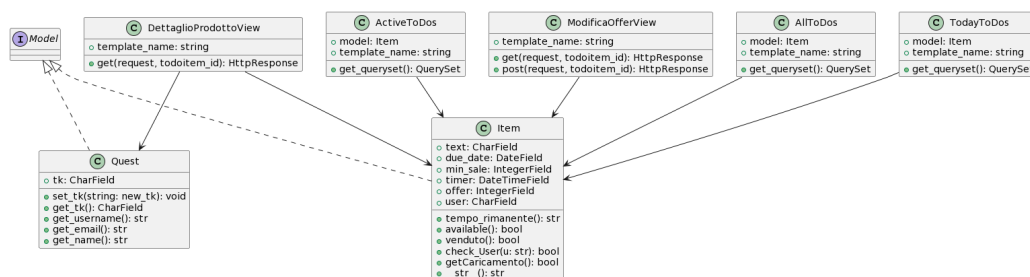 I Model
C DettaglioProdottoView
template_name: string
get(request, todoitem_id): HttpResponse
C ActiveToDos
model: Item
template_name: string
get_queryset(): QuerySet
C ModificaOfferView
template_name: string
get(request, todoitem_id): HttpResponse
post(request, todoitem_id): HttpResponse
C AllToDos
model: Item
template_name: string
get_queryset(): QuerySet
C TodayToDos
model: Item
template_name: string
get_queryset(): QuerySe
C Quest
tk: CharField
set_tk(string: new_tk): void
get_tk(): CharField
get_username(): str
get_email(): str
get_name(): str
C Item
text: CharField
due_date: DateField
min_sale: IntegerField
timer: DateTimeField
offer: IntegerField
user: CharField
tempo_rimanente(): str
available(): bool
venduto(): bool
check_User(u: str): bool
getCaricamento(): bool
__str__(): str